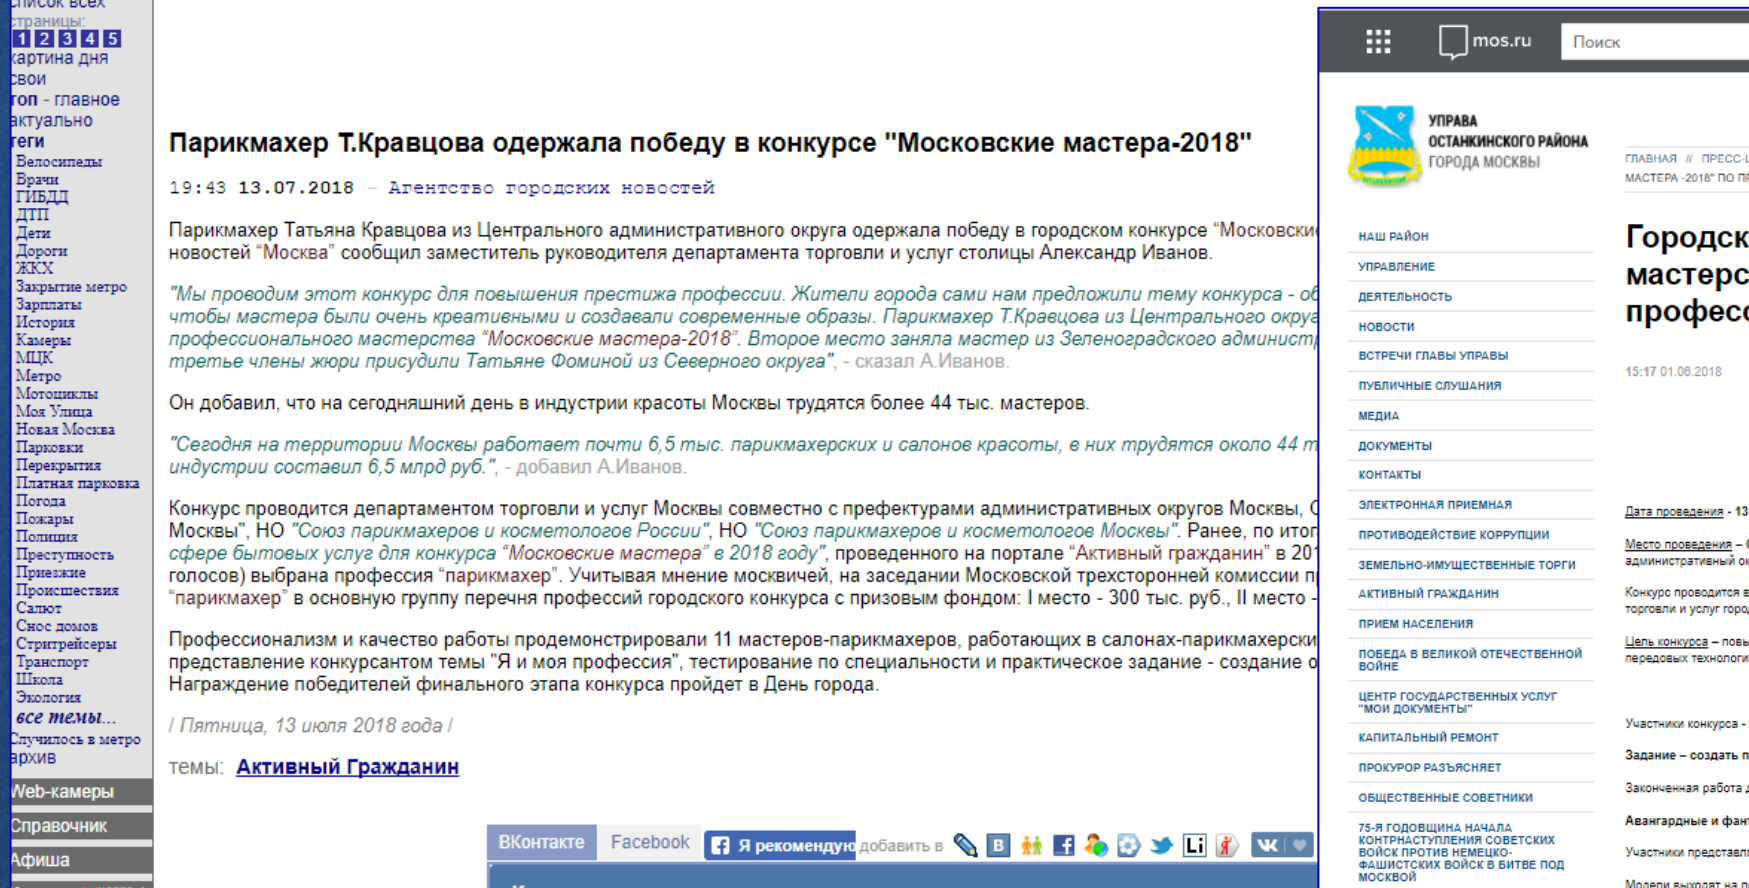 список всех
страницы:
1 2 3 4 5
картина дня
свои
топ - главное
актуально
теги
Велосипеды
Врачи
ГИБДД
ДТП
Дети
Дороги
ЖКХ
Закрытие метро
Зарплаты
История
Камеры
МЦК
Метро
Мотоциклы
Моя Улица
Новая Москва
Парковки
Перекрытия
Платная парковка
Погода
Пожары
Полиция
Преступность
Приезжие
Происшествия
Салют
Снос домов
Стритрейсеры
Транспорт
Школа
Экология
все темы...
Случилось в метро
архив
Web-камеры
Справочник
Афиша
Парикмахер Т.Кравцова одержала победу в конкурсе "Московские мастера-2018"
19:43 13.07.2018 – Агентство городских новостей
Парикмахер Татьяна Кравцова из Центрального административного округа одержала победу в городском конкурсе “Московские
новостей “Москва” сообщил заместитель руководителя департамента торговли и услуг столицы Александр Иванов.
"Мы проводим этот конкурс для повышения престижа профессии. Жители города сами нам предложили тему конкурса - об
чтобы мастера были очень креативными и создавали современные образы. Парикмахер Т.Кравцова из Центрального округа
профессионального мастерства “Московские мастера-2018”. Второе место заняла мастер из Зеленоградского администр
третье члены жюри присудили Татьяне Фоминой из Северного округа", - сказал А.Иванов.
Он добавил, что на сегодняшний день в индустрии красоты Москвы трудятся более 44 тыс. мастеров.
"Сегодня на территории Москвы работает почти 6,5 тыс. парикмахерских и салонов красоты, в них трудятся около 44 т
индустрии составил 6,5 млрд руб.", - добавил А.Иванов.
Конкурс проводится департаментом торговли и услуг Москвы совместно с префектурами административных округов Москвы, С
Москвы", НО "Союз парикмахеров и косметологов России", НО "Союз парикмахеров и косметологов Москвы". Ранее, по итог
сфере бытовых услуг для конкурса “Московские мастера” в 2018 году", проведенного на портале “Активный гражданин” в 201
голосов) выбрана профессия “парикмахер”. Учитывая мнение москвичей, на заседании Московской трехсторонней комиссии п
“парикмахер” в основную группу перечня профессий городского конкурса с призовым фондом: I место - 300 тыс. руб., II место -
Профессионализм и качество работы продемонстрировали 11 мастеров-парикмахеров, работающих в салонах-парикмахерски
представление конкурсантом темы "Я и моя профессия", тестирование по специальности и практическое задание - создание о
Награждение победителей финального этапа конкурса пройдет в День города.
/ Пятница, 13 июля 2018 года /
темы: Активный Гражданин
ВКонтакте Facebook Я рекомендую добавить в
mos.ru Поиск
УПРАВА
ОСТАНКИНСКОГО РАЙОНА
ГОРОДА МОСКВЫ
НАШ РАЙОН
УПРАВЛЕНИЕ
ДЕЯТЕЛЬНОСТЬ
НОВОСТИ
ВСТРЕЧИ ГЛАВЫ УПРАВЫ
ПУБЛИЧНЫЕ СЛУШАНИЯ
МЕДИА
ДОКУМЕНТЫ
КОНТАКТЫ
ЭЛЕКТРОННАЯ ПРИЕМНАЯ
ПРОТИВОДЕЙСТВИЕ КОРРУПЦИИ
ЗЕМЕЛЬНО-ИМУЩЕСТВЕННЫЕ ТОРГИ
АКТИВНЫЙ ГРАЖДАНИН
ПРИЕМ НАСЕЛЕНИЯ
ПОБЕДА В ВЕЛИКОЙ ОТЕЧЕСТВЕННОЙ
ВОЙНЕ
ЦЕНТР ГОСУДАРСТВЕННЫХ УСЛУГ
"МОИ ДОКУМЕНТЫ"
КАПИТАЛЬНЫЙ РЕМОНТ
ПРОКУРОР РАЗЪЯСНЯЕТ
ОБЩЕСТВЕННЫЕ СОВЕТНИКИ
75-Я ГОДОВЩИНА НАЧАЛА
КОНТРНАСТУПЛЕНИЯ СОВЕТСКИХ
ВОЙСК ПРОТИВ НЕМЕЦКО-
ФАШИСТСКИХ ВОЙСК В БИТВЕ ПОД
МОСКВОЙ
ГЛАВНАЯ // ПРЕСС-Ц
МАСТЕРА -2018" ПО ПР
Городск
мастерс
професс
15:17 01.06.2018
Дата проведения - 13
Место проведения – С
административный ок
Конкурс проводится в
торговли и услуг горо
Цель конкурса – повы
передовых технологи
Участники конкурса -
Задание – создать п
Законченная работа д
Авангардные и фант
Участники представл
Модели выходят на п